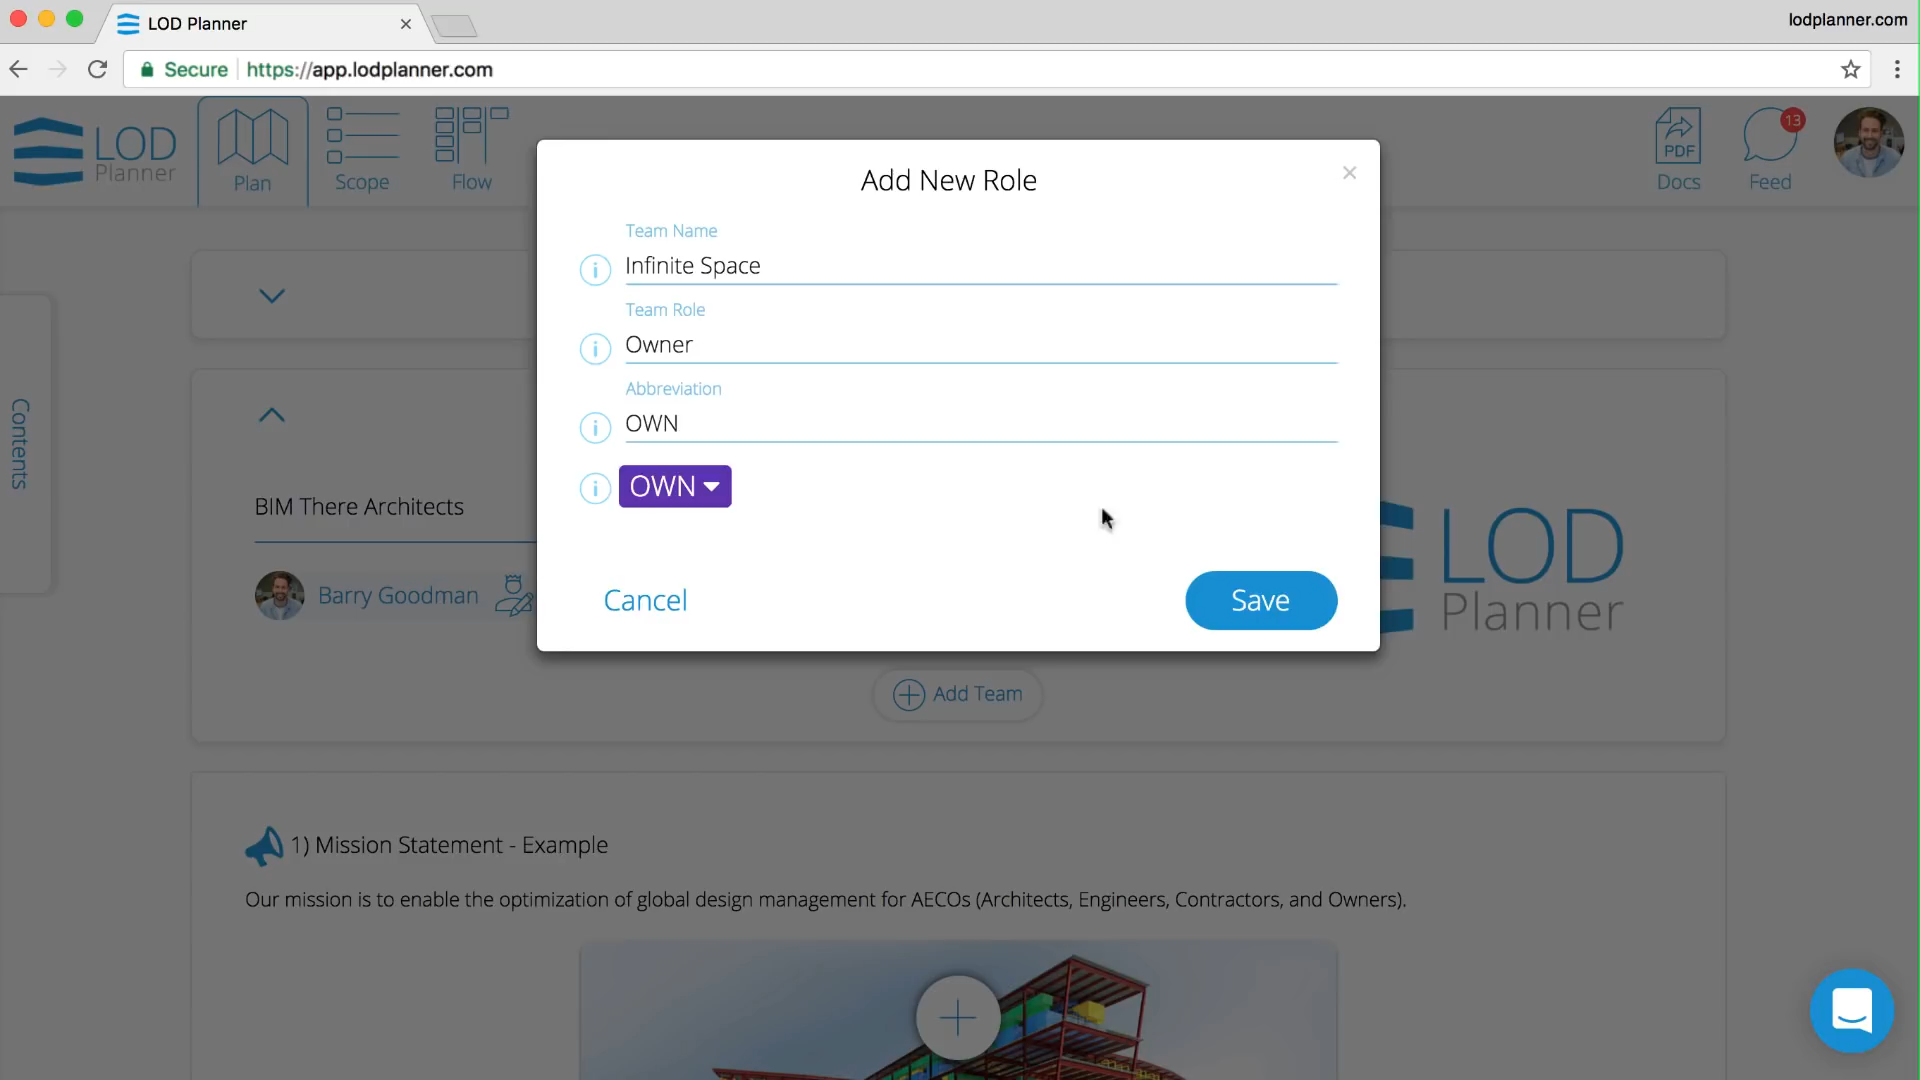 LOD Planner
lodplanner.com
Secure https://app.lodplanner.com
LOD
Planner
Plan
Scope
Flow
PDF
Docs
13
Feed
Add New Role
Team Name
Infinite Space
Team Role
Owner
Abbreviation
OWN
OWN
Cancel
Save
Contents
BIM There Architects
Barry Goodman
LOD
Planner
Add Team
1) Mission Statement - Example
Our mission is to enable the optimization of global design management for AECOs (Architects, Engineers, Contractors, and Owners).